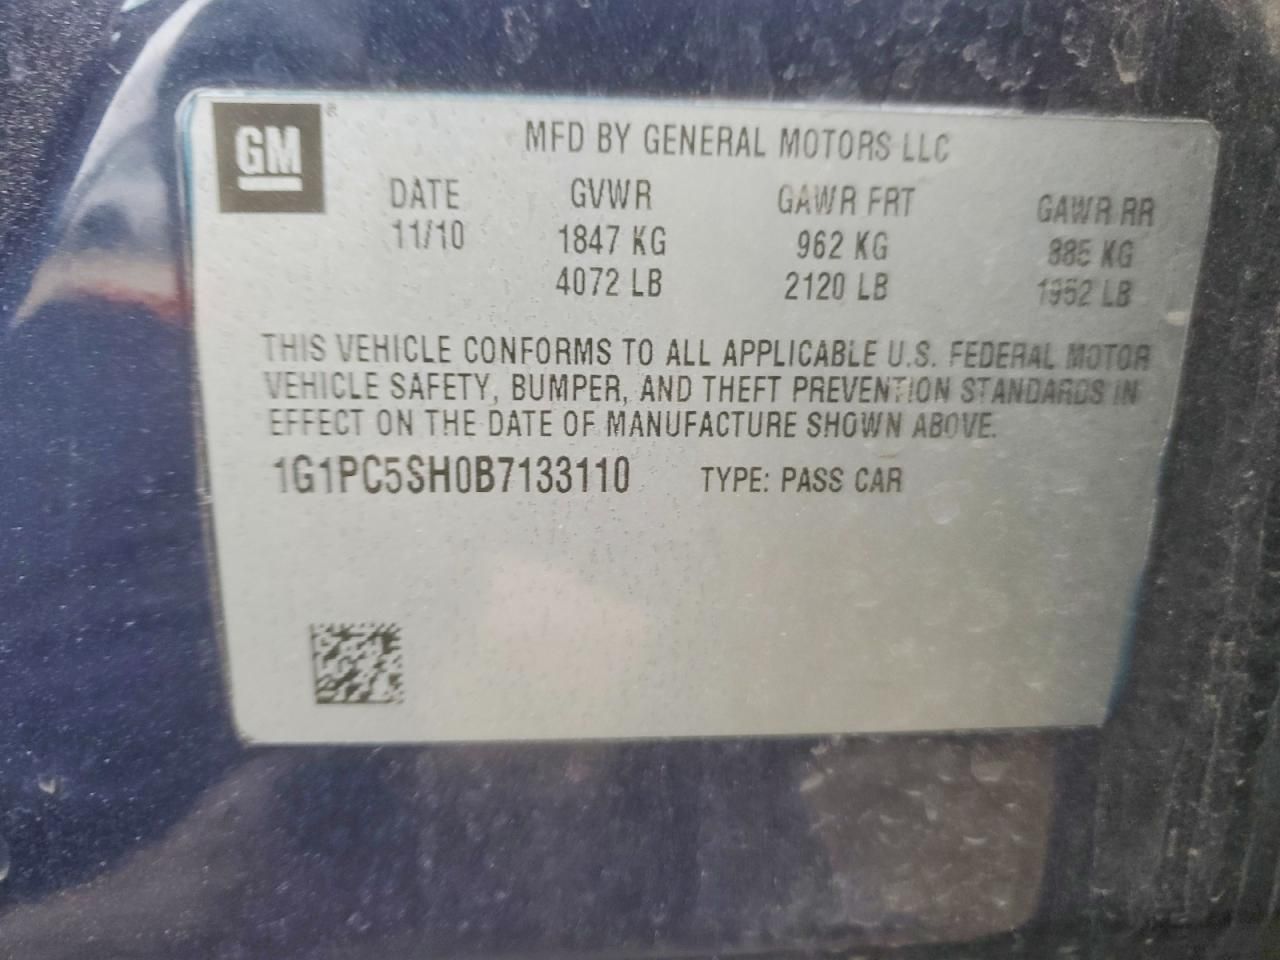 GM
MFD BY GENERAL MOTORS LLC
DATE GVWR GAWR FRT GAWR RR
11/10 1847 KG 962 KG 885 KG
4072 LB 2120 LB 1952 LB
THIS VEHICLE CONFORMS TO ALL APPLICABLE U.S. FEDERAL MOTOR
VEHICLE SAFETY, BUMPER, AND THEFT PREVENTION STANDARDS IN
EFFECT ON THE DATE OF MANUFACTURE SHOWN ABOVE.
1G1PC5SH0B7133110 TYPE: PASS CAR